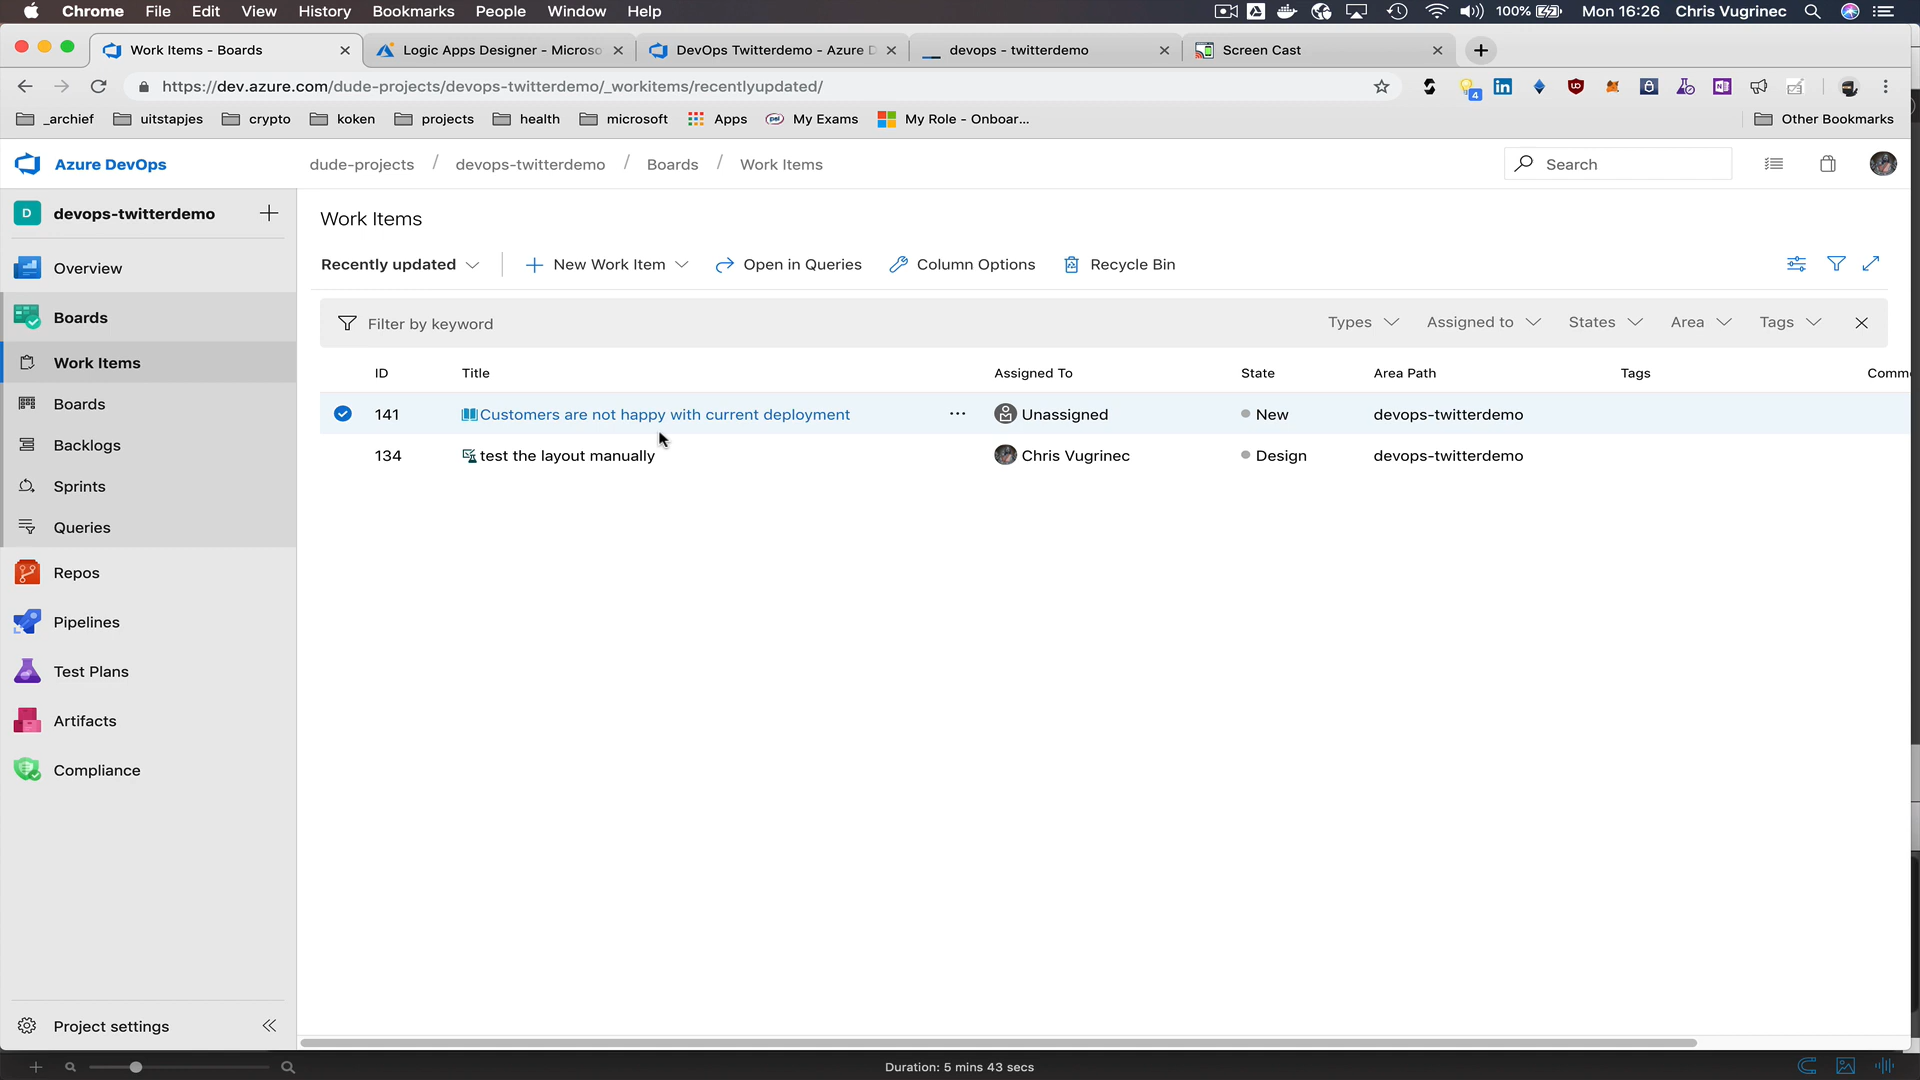 Chrome File Edit View History Bookmarks People Window Help 100% Mon 16:26 Chris Vugrinec
Work Items - Boards Logic Apps Designer - Microso DevOps Twitterdemo - Azure D devops - twitterdemo Screen Cast
https://dev.azure.com/dude-projects/devops-twitterdemo/_workitems/recentlyupdated/ 4
_archief uitstapjes crypto koken projects health microsoft Apps My Exams My Role - Onboar... Other Bookmarks
Azure DevOps dude-projects / devops-twitterdemo / Boards / Work Items Search
D devops-twitterdemo
Work Items
Recently updated New Work Item Open in Queries Column Options Recycle Bin
Overview
Boards
Work Items
Boards
Backlogs
Sprints
Queries
Repos
Pipelines
Test Plans
Artifacts
Compliance
Project settings
Filter by keyword Types Assigned to States Area Tags
ID Title Assigned To State Area Path Tags Comm
141 Customers are not happy with current deployment ... Unassigned New devops-twitterdemo
134 test the layout manually Chris Vugrinec Design devops-twitterdemo
Duration: 5 mins 43 secs